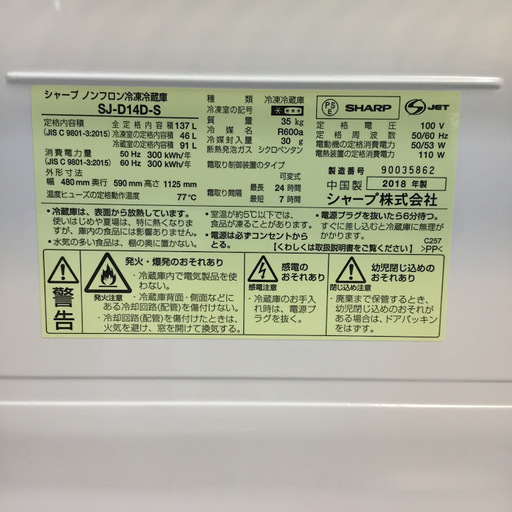 シャープ ノンフロン冷凍冷蔵庫
SJ-D14D-S
定格内容積 全定格内容積 137 L
(JIS C 9801-3:2015) 冷凍室の定格内容積 46 L
冷蔵室の定格内容積 91 L
消費電力量 50 Hz 300 kWh/年
(JIS C 9801-3:2015) 60 Hz 300 kWh/年
外形寸法
幅 480 mm 奥行 590 mm 高さ 1125 mm
温度ヒューズの定格動作温度 77℃
種類 冷凍冷蔵庫
冷凍室の記号
質量 35 kg
冷媒名 R600a
冷媒封入量 30 g
断熱発泡ガス シクロペンタン
霜取り制御装置のタイプ
可変式
霜取り間隔 最長 24 時間
最短 7 時間
PS
E
SHARP
S JET
定格電圧 100 V
定格周波数 50/60 Hz
電動機の定格消費電力 50/53 W
電熱装置の定格消費電力 110 W
製造番号 90035862
中国製 2018 年製
シャープ株式会社
・冷蔵庫は、表面から放熱しています。
使いはじめや夏場は、熱く感じることがありますが、
庫内の食品には影響ありません。
・水気の多い食品は、棚の奥に置かない。
・室温が約5℃以下では、
食品が凍ることがあります。
・電源は必ずコンセントから
とる。
・電源プラグを抜いたら6分待つ。
すぐに差し込むと故障の原因。
C257
【くわしくは取扱説明書をご覧ください】 >PP<
警告
発火・爆発のおそれあり
発火注意
・冷蔵庫内で電気製品を使
わない。
・冷蔵庫背面・側面などに
ある冷却回路(配管)を傷付けない。
・冷却回路(配管)を傷付けたときは、
火気を避け、窓を開けて換気する。
感電の
おそれあり
感電注意
・冷蔵庫のお手入
れ時は、電源プ
ラグを抜く。
幼児閉じ込めの
おそれあり
閉じ込め注意
・廃棄まで保管するとき、
幼児閉じ込めのおそれが
ある場合は、ドアパッキン
をはずす。